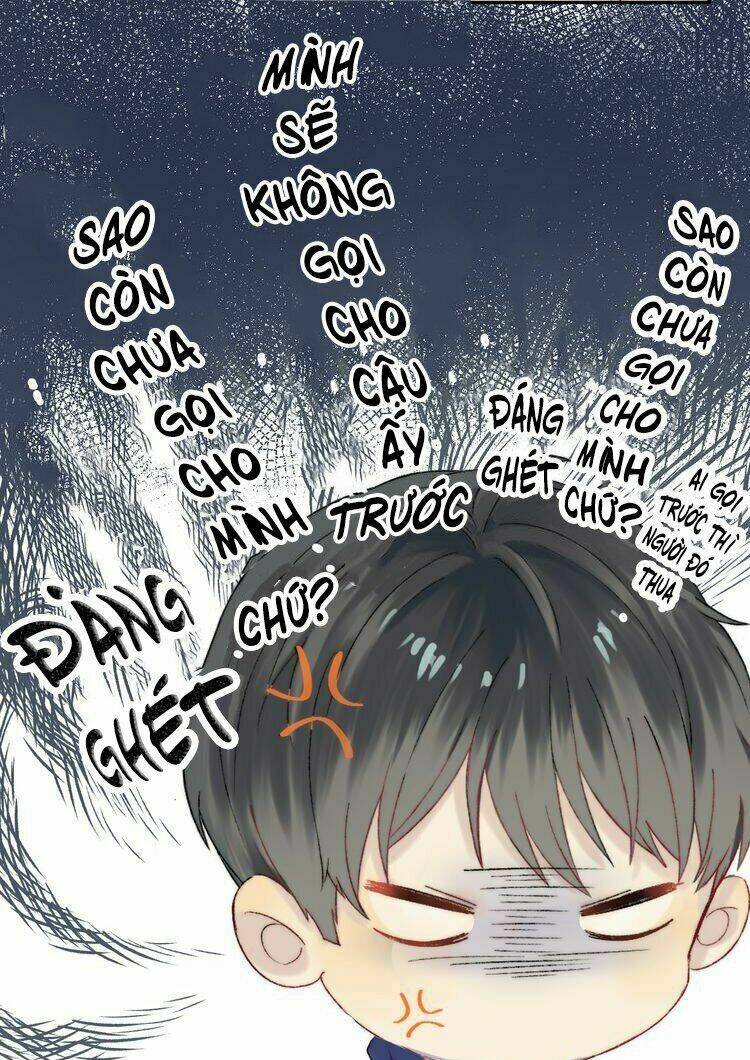 SAO
CÒN
CHƯA
GỌI
CHO
MÌNH
CHỨ?
ĐÁNG
GHÉT
MÌNH
SẼ
KHÔNG
GỌI
CHO
CẬU
ẤY
TRƯỚC
ĐÁNG
GHÉT
SAO
CÒN
CHƯA
GỌI
CHO
MÌNH
CHỨ?
AI GỌI
TRƯỚC THÌ
NGƯỜI ĐÓ
THUA